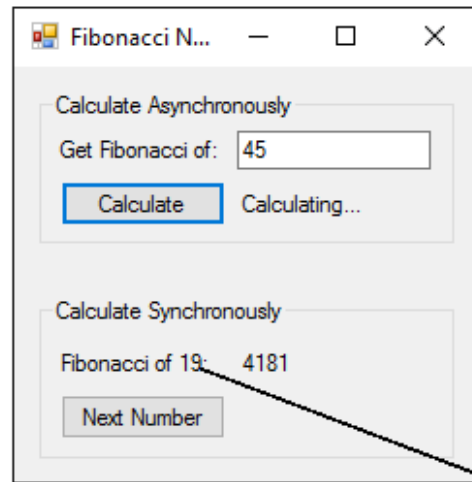 Fibonacci N...
Calculate Asynchronously
Get Fibonacci of: 45
Calculate Calculating...
Calculate Synchronously
Fibonacci of 19: 4181
Next Number